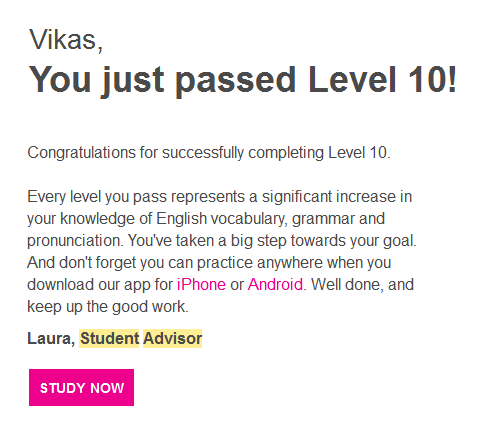 Vikas,
You just passed Level 10!
Congratulations for successfully completing Level 10.
Every level you pass represents a significant increase in
your knowledge of English vocabulary, grammar and
pronunciation. You've taken a big step towards your goal.
And don't forget you can practice anywhere when you
download our app for iPhone or Android. Well done, and
keep up the good work.
Laura, Student Advisor
STUDY NOW